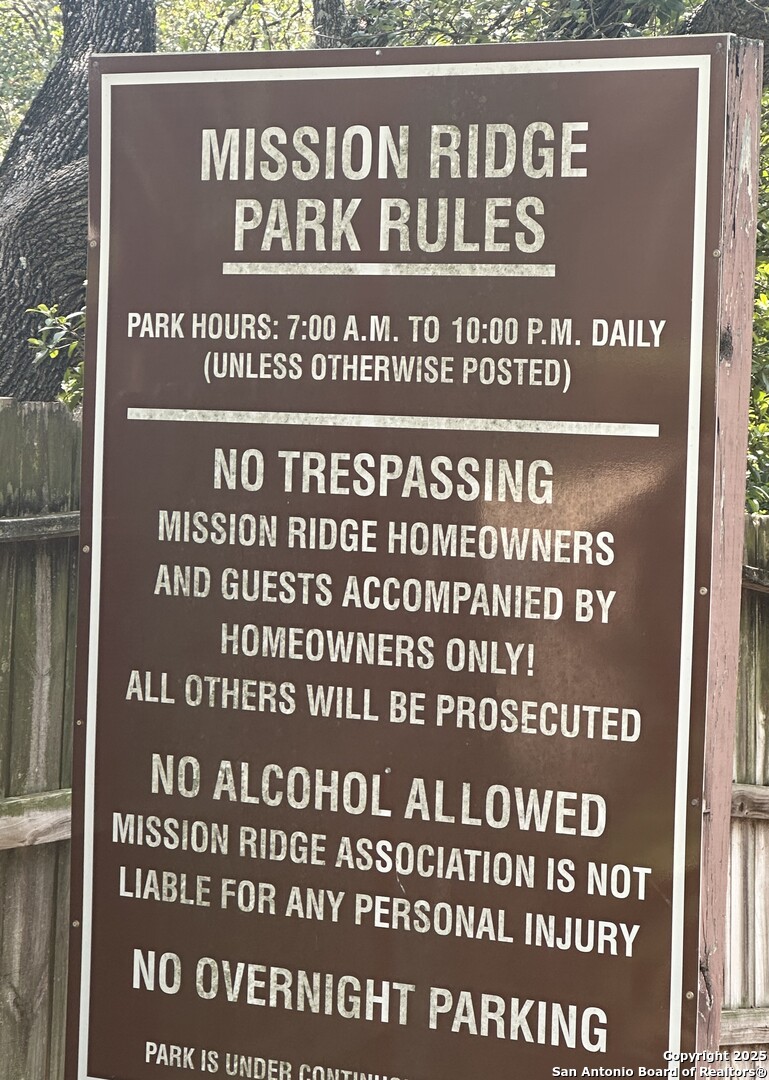 MISSION RIDGE
PARK RULES
PARK HOURS: 7:00 A.M. TO 10:00 P.M. DAILY
(UNLESS OTHERWISE POSTED)
NO TRESPASSING
MISSION RIDGE HOMEOWNERS
AND GUESTS ACCOMPANIED BY
HOMEOWNERS ONLY!
ALL OTHERS WILL BE PROSECUTED
NO ALCOHOL ALLOWED
MISSION RIDGE ASSOCIATION IS NOT
LIABLE FOR ANY PERSONAL INJURY
NO OVERNIGHT PARKING
PARK IS UNDER
Copyright 2025
San Antonio Board of Realtors®